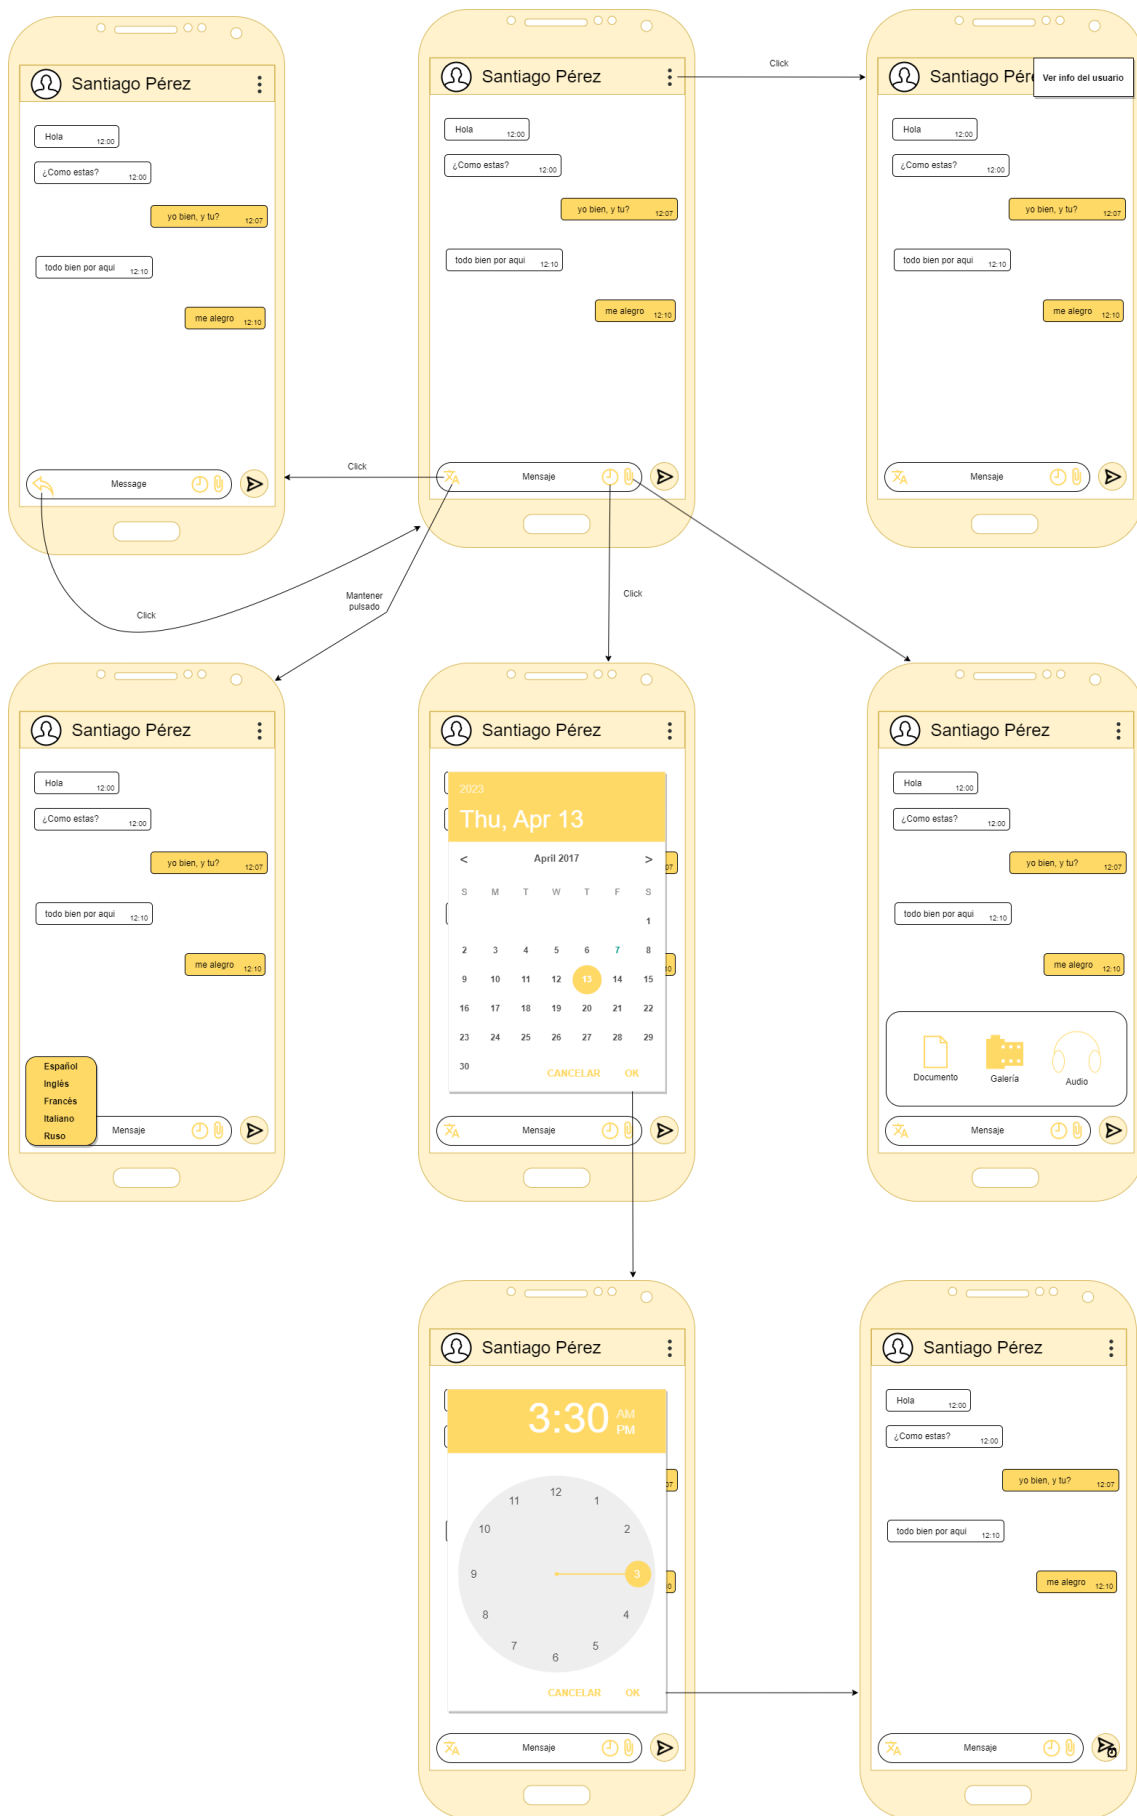 Santiago Pérez
Hola
12:00
¿Como estas?
12:00
yo bien, y tu?
12:07
todo bien por aqui
12:10
me alegro
12:10
Message
Click
Click
Santiago Pérez
Hola
12:00
¿Como estas?
12:00
yo bien, y tu?
12:07
todo bien por aqui
12:10
me alegro
12:10
Mensaje
Click
Santiago Pére
Ver info del usuario
Hola
12:00
¿Como estas?
12:00
yo bien, y tu?
12:07
todo bien por aqui
12:10
me alegro
12:10
Mensaje
Mantener
pulsado
Click
Santiago Pérez
Hola
12:00
¿Como estas?
12:00
yo bien, y tu?
12:07
todo bien por aqui
12:10
me alegro
12:10
Español
Inglés
Francés
Italiano
Ruso
Mensaje
Santiago Pérez
2023
Thu, Apr 13
< April 2017 >
S M T W T F S
1
2 3 4 5 6 7 8
9 10 11 12 13 14 15
16 17 18 19 20 21 22
23 24 25 26 27 28 29
30
CANCELAR OK
07
0
Mensaje
Santiago Pérez
Hola
12:00
¿Como estas?
12:00
yo bien, y tu?
12:07
todo bien por aqui
12:10
me alegro
12:10
Documento
Galería
Audio
Mensaje
Santiago Pérez
3:30
AM
PM
12
1
2
3
4
5
6
7
8
9
10
11
CANCELAR OK
07
0
Mensaje
Santiago Pérez
Hola
12:00
¿Como estas?
12:00
yo bien, y tu?
12:07
todo bien por aqui
12:10
me alegro
12:10
Mensaje